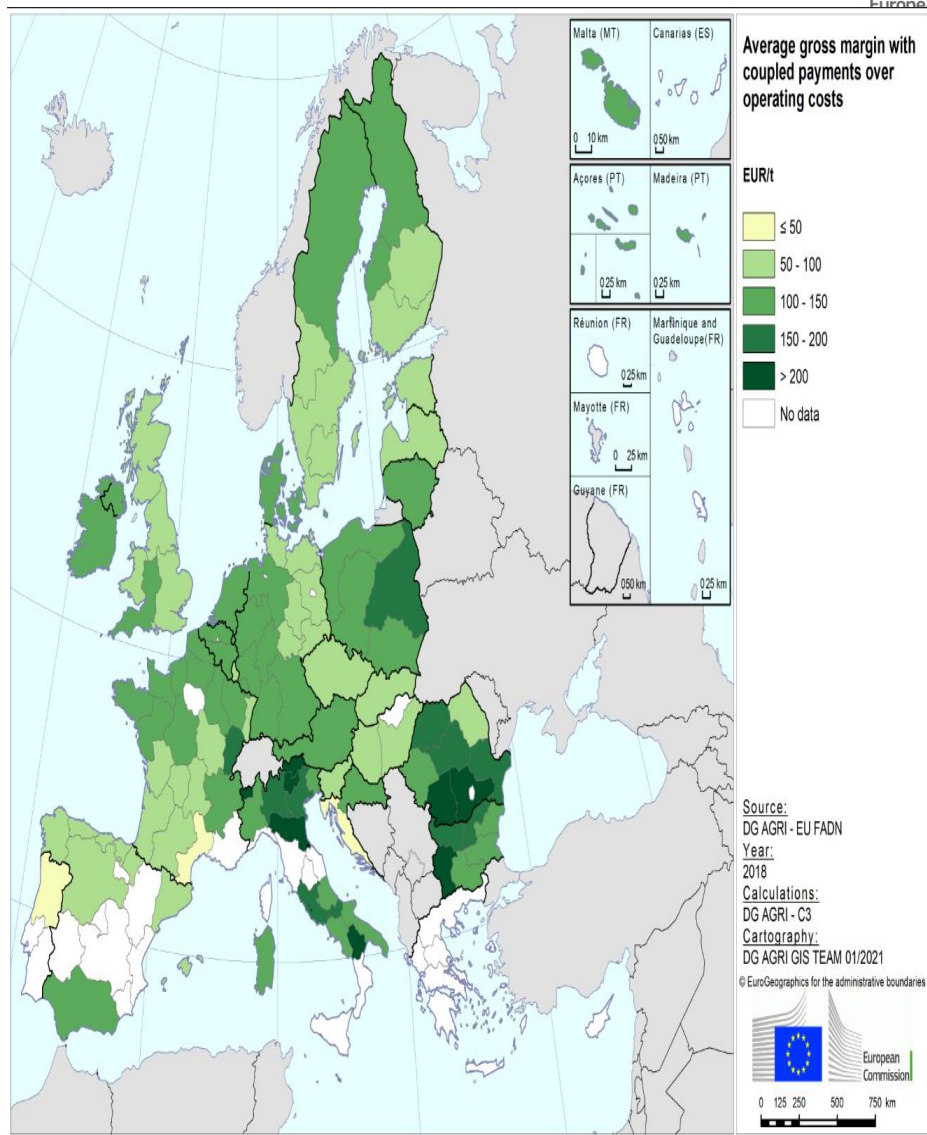 Europe
Malta (MT)
0 10 km
Canarias (ES)
0 50 km
Açores (PT)
0 25 km
Madeira (PT)
0 25 km
Réunion (FR)
0 25 km
Martinique and
Guadeloupe(FR)
0 25 km
Mayotte (FR)
0 25 km
Guyane (FR)
0 50 km
Average gross margin with
coupled payments over
operating costs
EUR/t
≤ 50
50 - 100
100 - 150
150 - 200
> 200
No data
Source:
DG AGRI - EU FADN
Year:
2018
Calculations:
DG AGRI - C3
Cartography:
DG AGRI GIS TEAM 01/2021
© EuroGeographics for the administrative boundaries
European
Commission
0 125 250 500 750 km